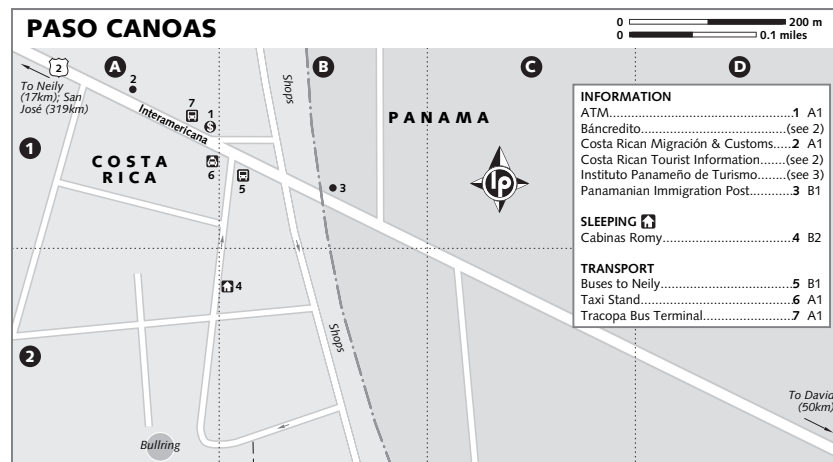 PASO CANOAS
0 200 m
0 0.1 miles
A
B
C
D
2
To Neily
(17km); San
José (319km)
2
7
1
Interamericana
Shops
PANAMA
1
COSTA
RICA
6
5
3
lp
4
2
Shops
Bullring
To David
(50km)
INFORMATION
ATM.....................................................1 A1
Báncredito........................................(see 2)
Costa Rican Migración & Customs.....2 A1
Costa Rican Tourist Information.......(see 2)
Instituto Panameño de Turismo.......(see 3)
Panamanian Immigration Post...........3 B1
SLEEPING
Cabinas Romy.....................................4 B2
TRANSPORT
Buses to Neily.....................................5 B1
Taxi Stand...........................................6 A1
Tracopa Bus Terminal.........................7 A1